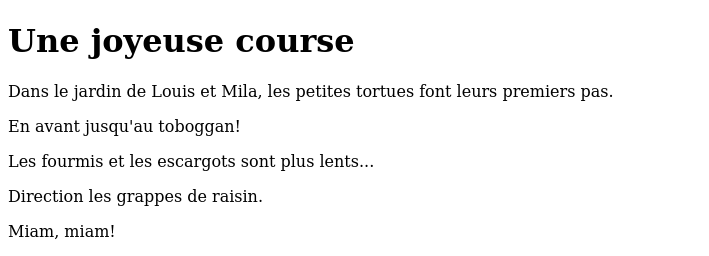 Une joyeuse course
Dans le jardin de Louis et Mila, les petites tortues font leurs premiers pas.
En avant jusqu'au toboggan!
Les fourmis et les escargots sont plus lents...
Direction les grappes de raisin.
Miam, miam!